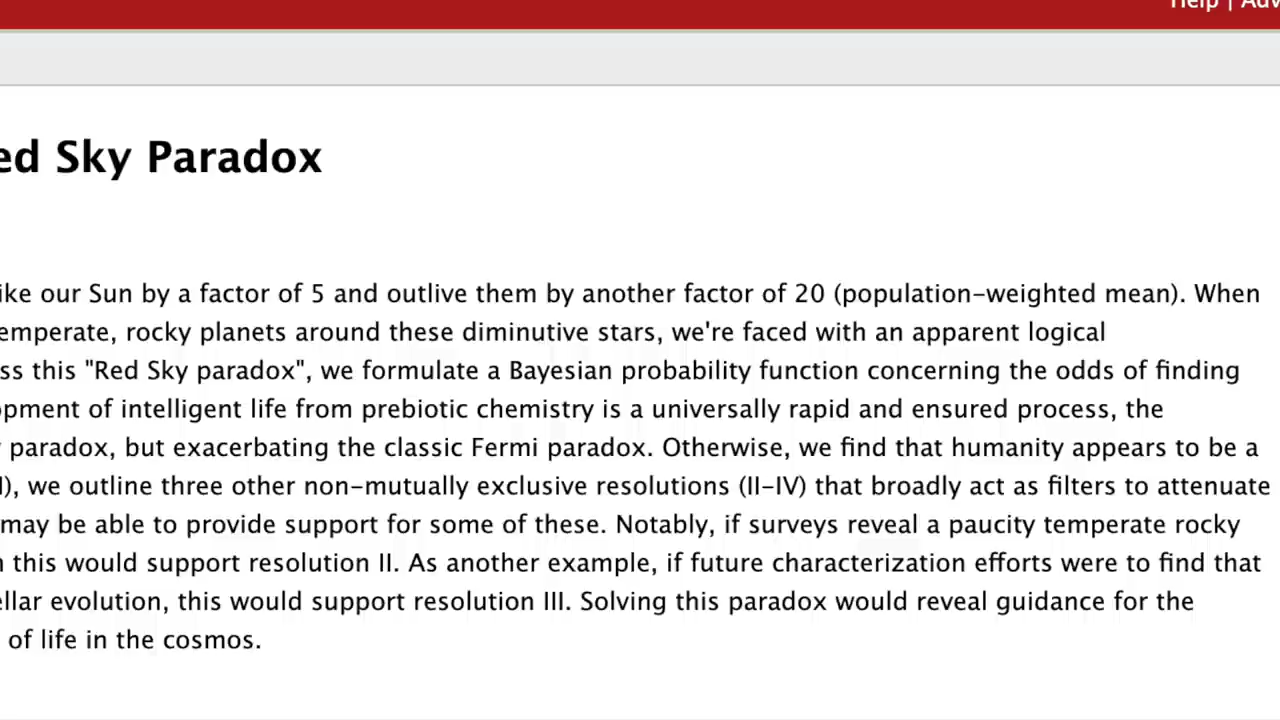 Help | Adv
ed Sky Paradox
ike our Sun by a factor of 5 and outlive them by another factor of 20 (population-weighted mean). When
emperate, rocky planets around these diminutive stars, we're faced with an apparent logical
ss this "Red Sky paradox", we formulate a Bayesian probability function concerning the odds of finding
opment of intelligent life from prebiotic chemistry is a universally rapid and ensured process, the
paradox, but exacerbating the classic Fermi paradox. Otherwise, we find that humanity appears to be a
I), we outline three other non-mutually exclusive resolutions (II-IV) that broadly act as filters to attenuate
may be able to provide support for some of these. Notably, if surveys reveal a paucity temperate rocky
this would support resolution II. As another example, if future characterization efforts were to find that
ellar evolution, this would support resolution III. Solving this paradox would reveal guidance for the
of life in the cosmos.